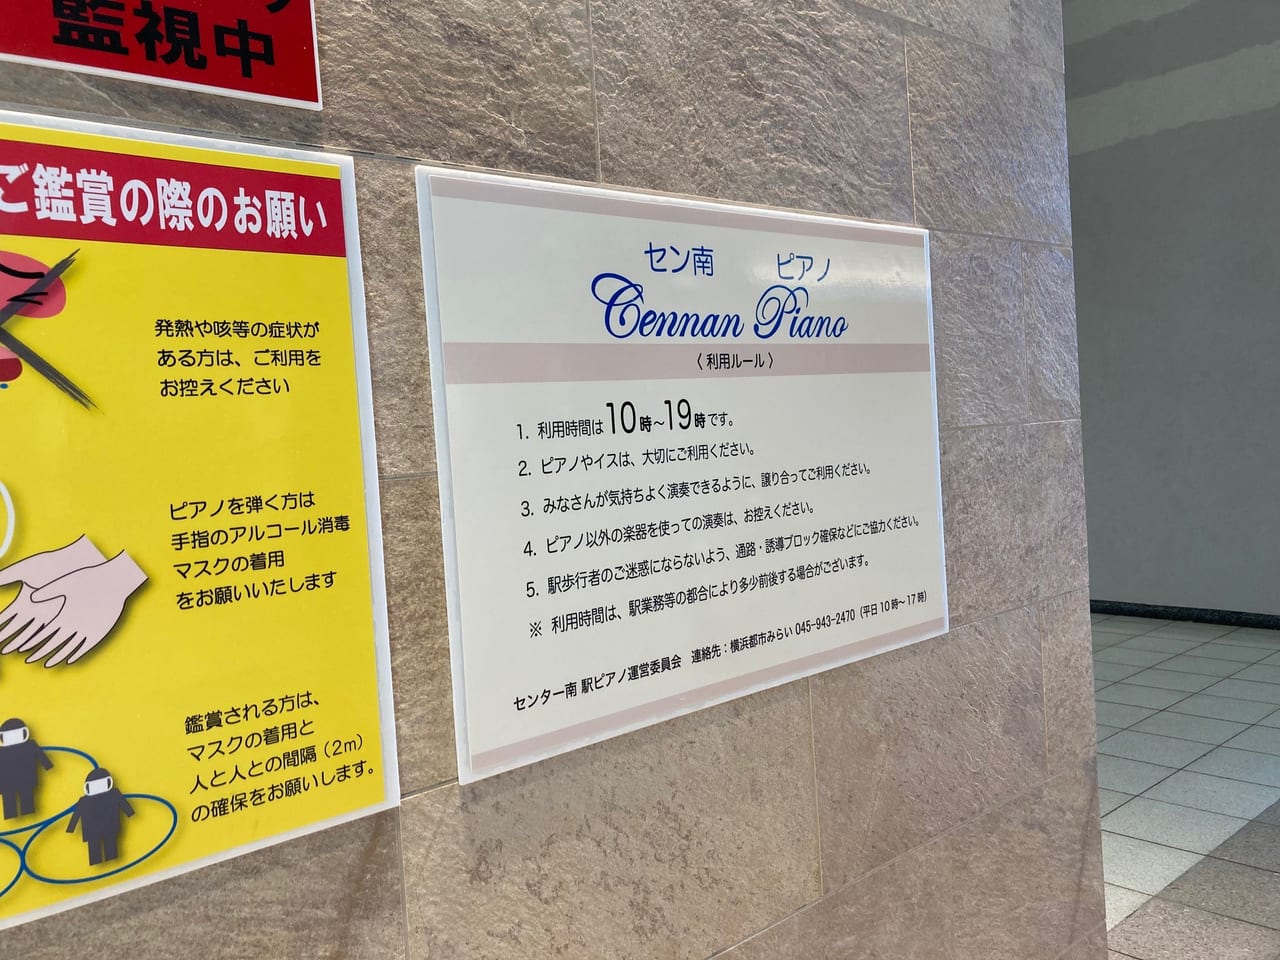 監視中
ご鑑賞の際のお願い
発熱や咳等の症状が
ある方は、ご利用を
お控えください
ピアノを弾く方は
手指のアルコール消毒
マスクの着用
をお願いいたします
鑑賞される方は、
マスクの着用と
人と人との間隔（2m）
の確保をお願いします。
セン南 ピアノ
Cennan Piano
〈利用ルール〉
1. 利用時間は10時〜19時です。
2. ピアノやイスは、大切にご利用ください。
3. みなさんが気持ちよく演奏できるように、譲り合ってご利用ください。
4. ピアノ以外の楽器を使っての演奏は、お控えください。
5. 駅歩行者のご迷惑にならないよう、通路・誘導ブロック確保などにご協力ください。
※ 利用時間は、駅業務等の都合により多少前後する場合がございます。
センター南 駅ピアノ運営委員会 連絡先：横浜都市みらい 045-943-2470（平日10時〜17時）